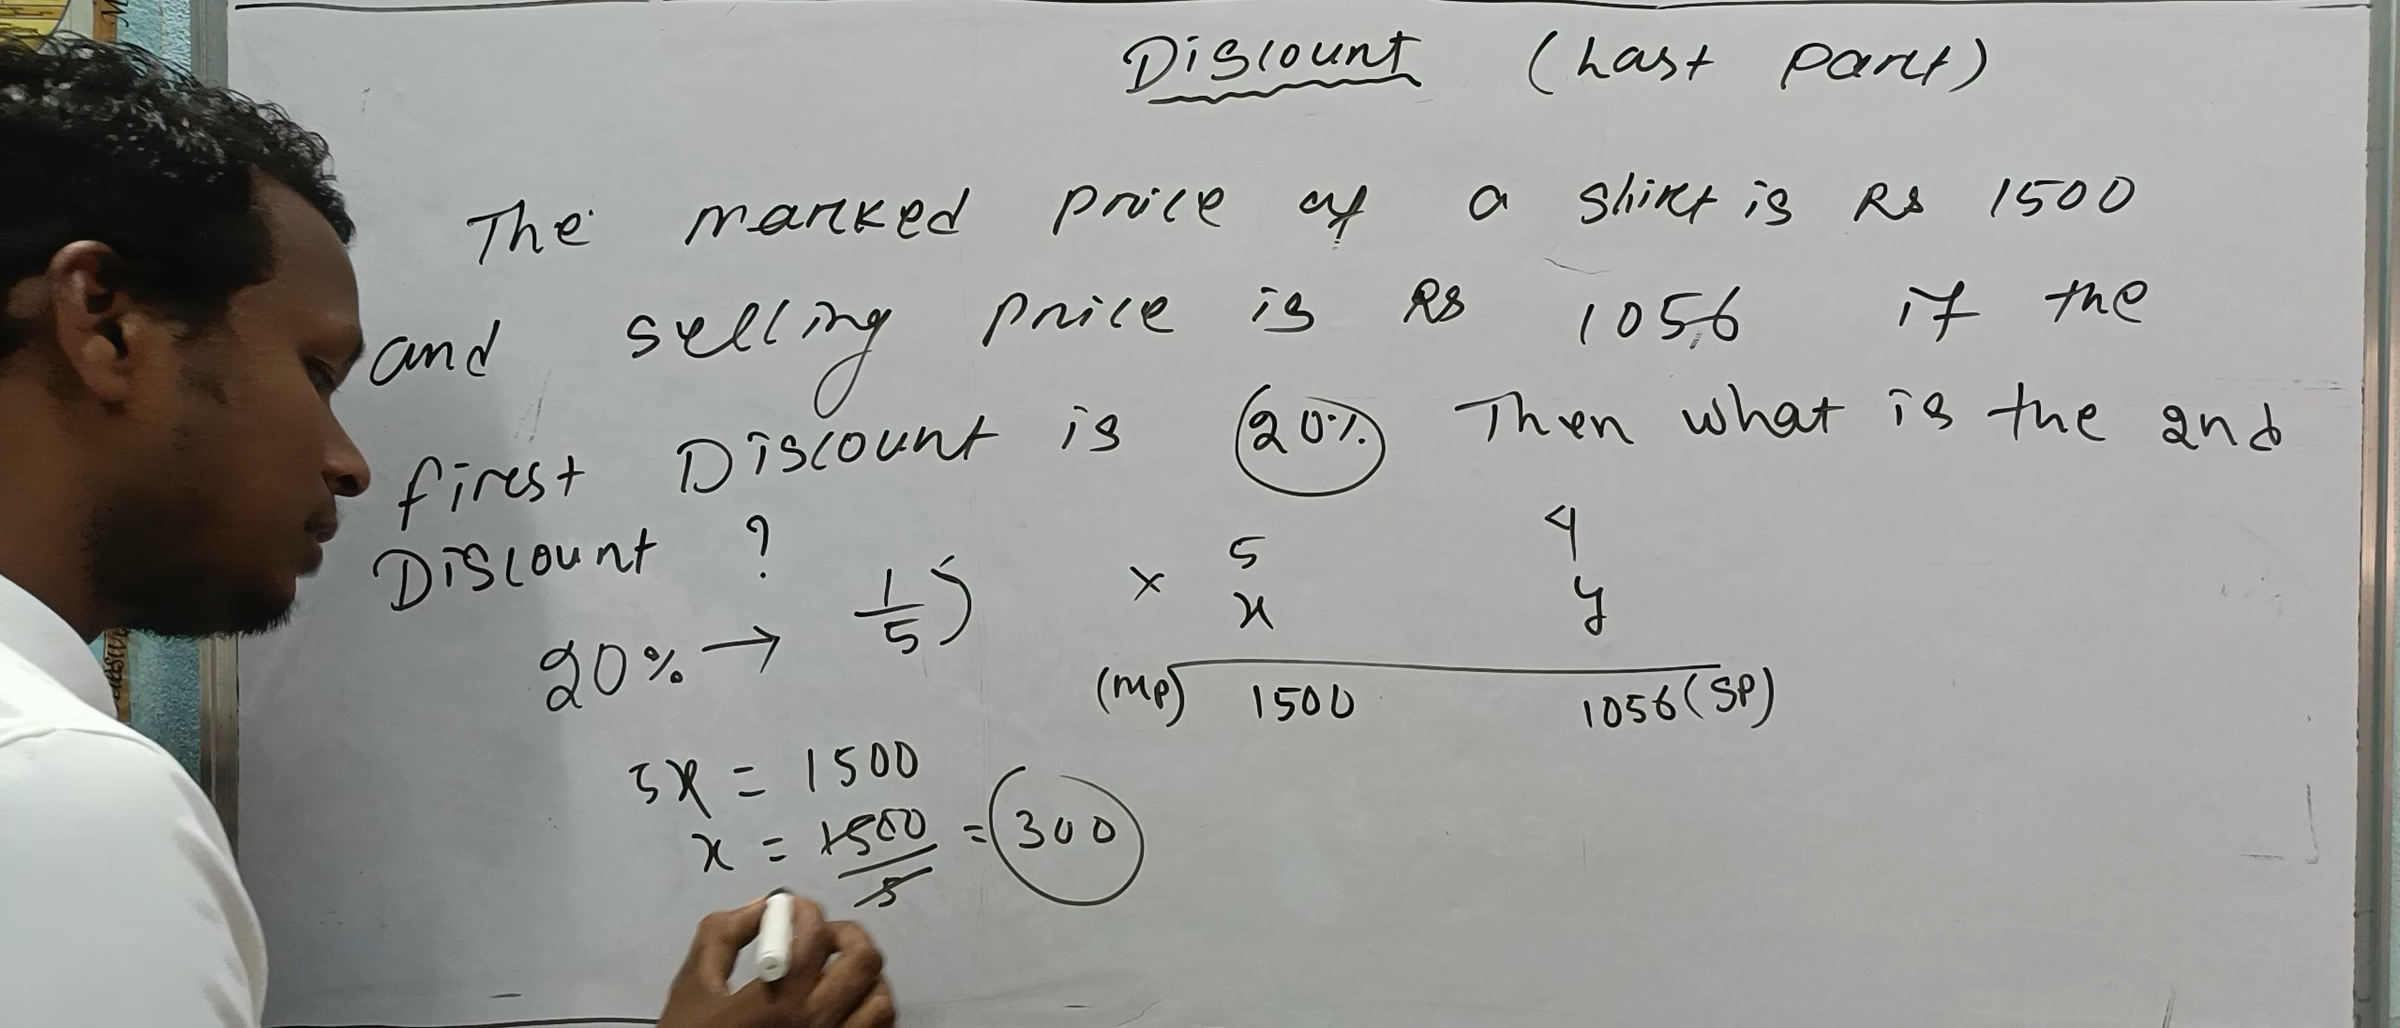 Discount (Last Part)
The marked price of a shirt is Rs 1500
and selling price is Rs 1056 if the
first Discount is 20% Then what is the 2nd
Discount ?
20% → 1/5)
× 5 4
x y
(MP) 1500 1056 (SP)
5x = 1500
x = 1500/5 = 300